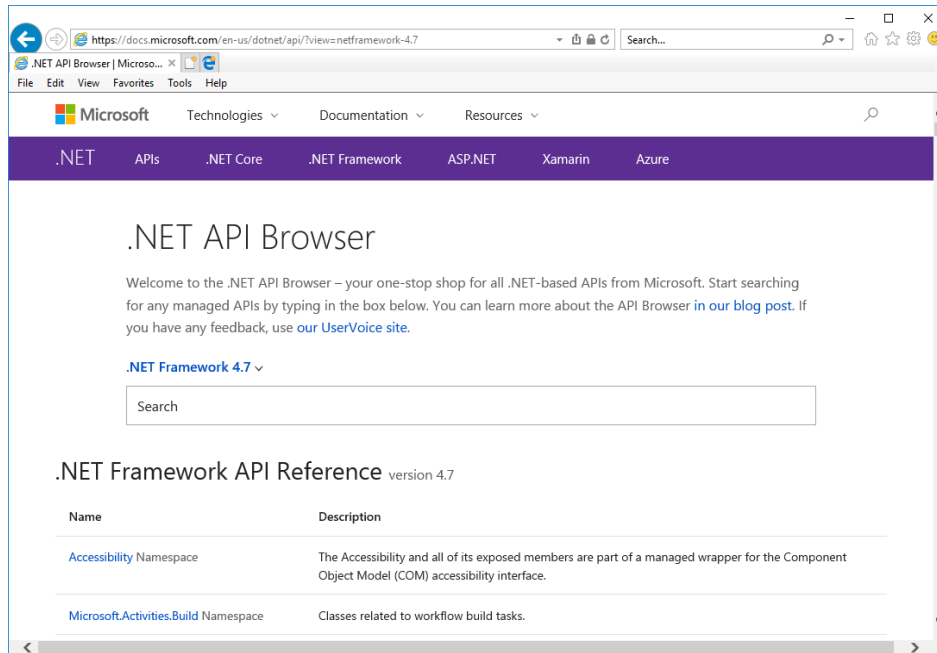 https://docs.microsoft.com/en-us/dotnet/api/?view=netframework-4.7
Search...
.NET API Browser | Microso...
File Edit View Favorites Tools Help
Microsoft Technologies Documentation Resources
.NET APIs .NET Core .NET Framework ASP.NET Xamarin Azure
.NET API Browser
Welcome to the .NET API Browser – your one-stop shop for all .NET-based APIs from Microsoft. Start searching
for any managed APIs by typing in the box below. You can learn more about the API Browser in our blog post. If
you have any feedback, use our UserVoice site.
.NET Framework 4.7
Search
.NET Framework API Reference version 4.7
Name Description
Accessibility Namespace The Accessibility and all of its exposed members are part of a managed wrapper for the Component
Object Model (COM) accessibility interface.
Microsoft.Activities.Build Namespace Classes related to workflow build tasks.